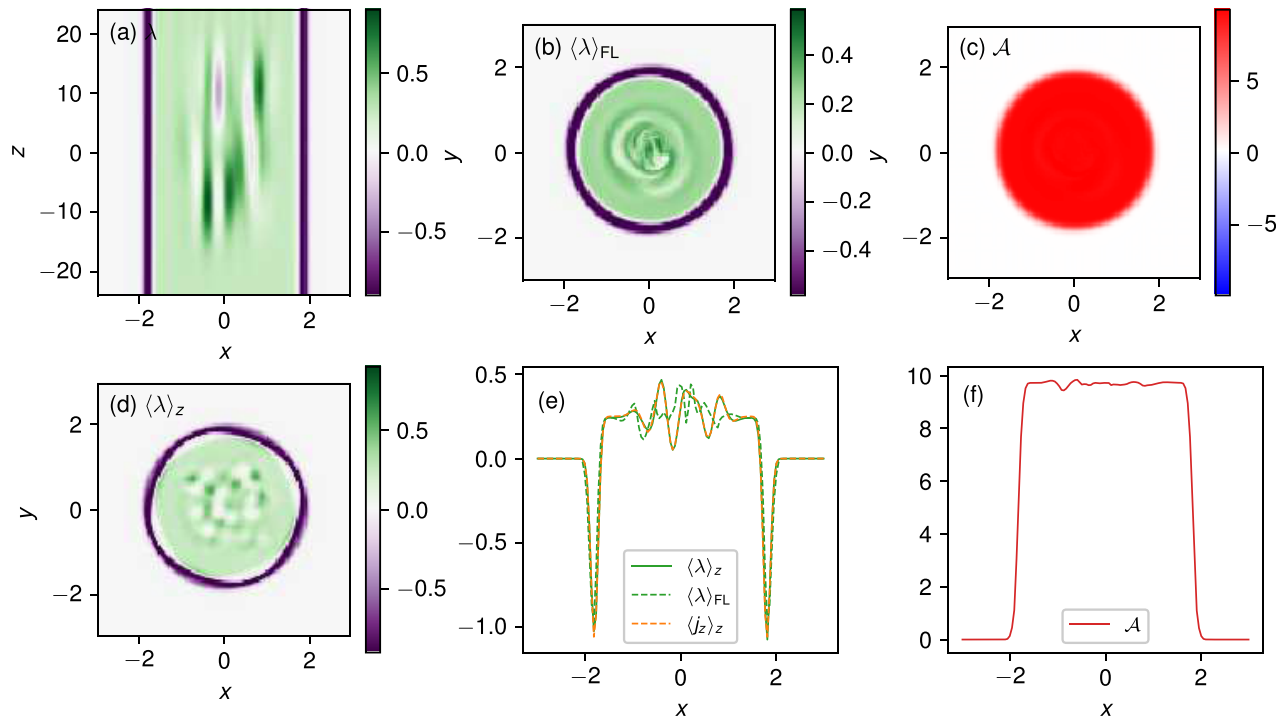 (a) λ
20
10
0
−10
−20
z
−2
0
2
x
0.5
0.0
−0.5
(b) ⟨λ⟩FL
2
0
−2
y
−2
0
2
x
0.4
0.2
0.0
−0.2
−0.4
(c) 𝒜
2
0
−2
y
−2
0
2
x
5
0
−5
(d) ⟨λ⟩z
2
0
−2
y
−2
0
2
x
0.5
0.0
−0.5
(e)
0.5
0.0
−0.5
−1.0
⟨λ⟩z
⟨λ⟩FL
⟨jz⟩z
−2
0
2
x
(f)
10
8
6
4
2
0
𝒜
−2
0
2
x